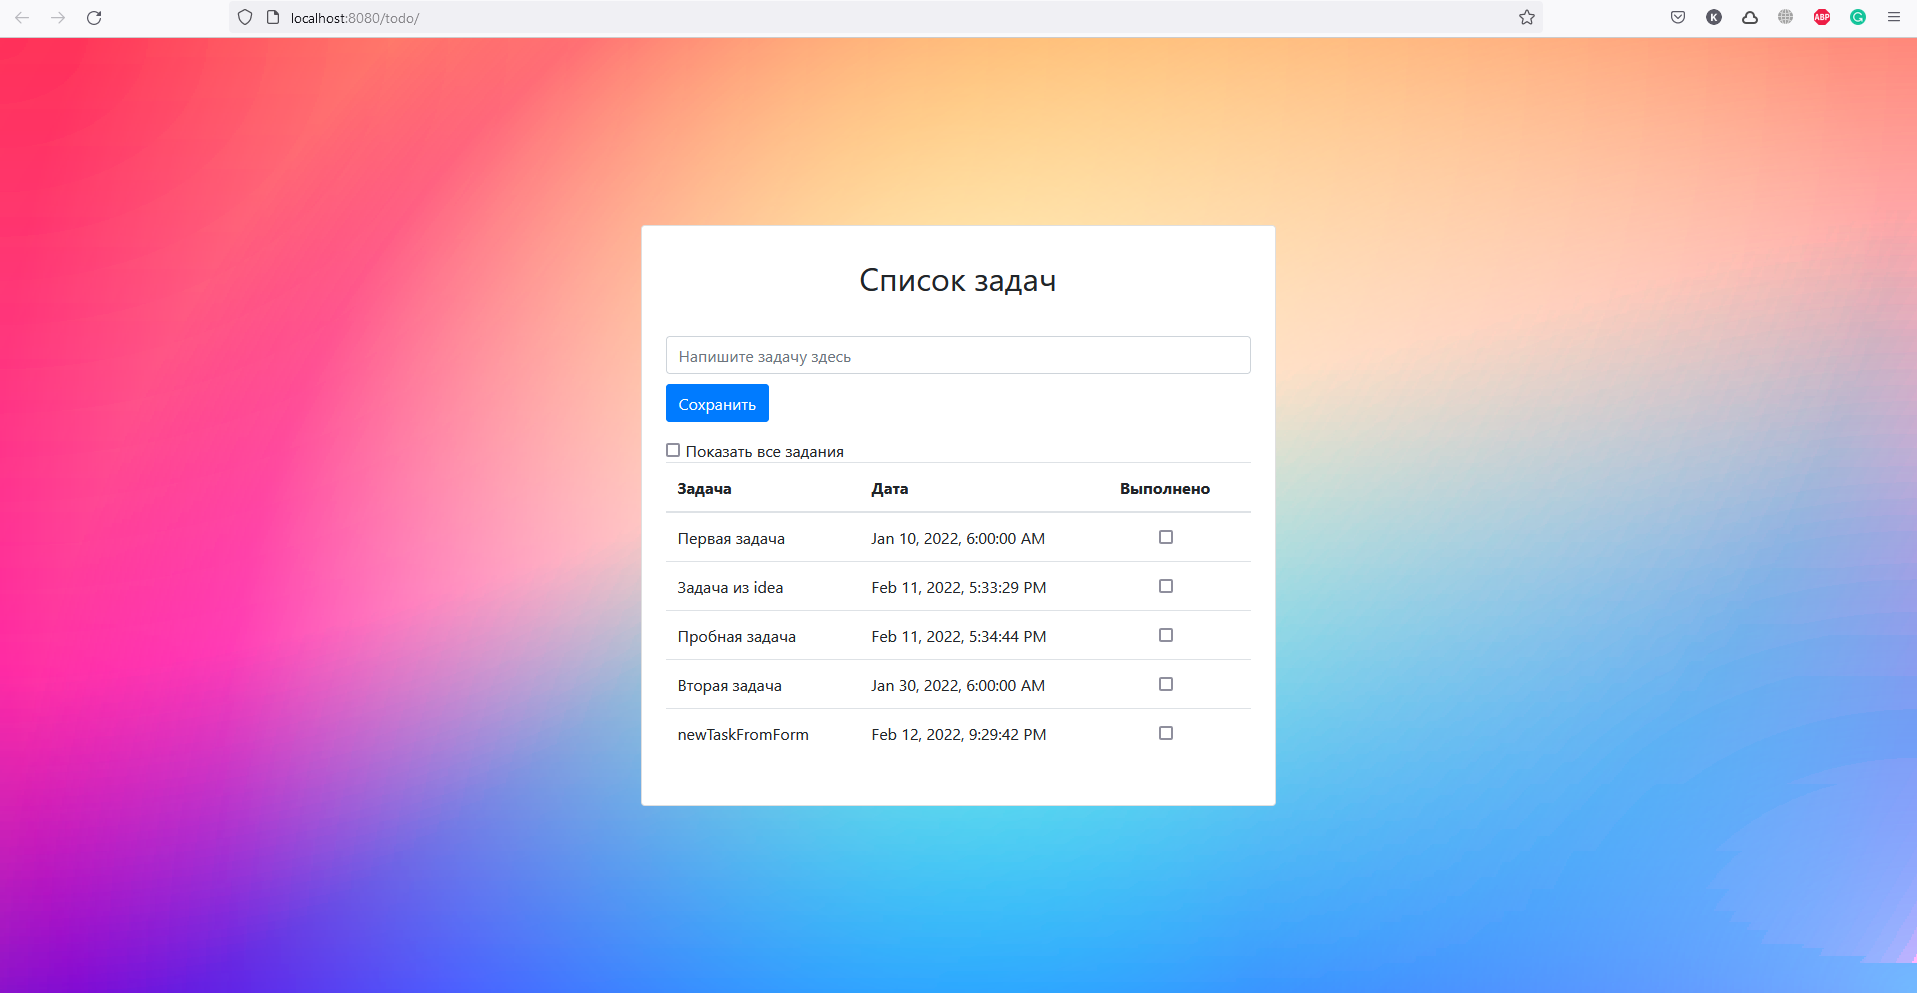 localhost:8080/todo/
K
ABP
G
Список задач
Напишите задачу здесь
Сохранить
Показать все задания
Задача Дата Выполнено
Первая задача Jan 10, 2022, 6:00:00 AM
Задача из idea Feb 11, 2022, 5:33:29 PM
Пробная задача Feb 11, 2022, 5:34:44 PM
Вторая задача Jan 30, 2022, 6:00:00 AM
newTaskFromForm Feb 12, 2022, 9:29:42 PM